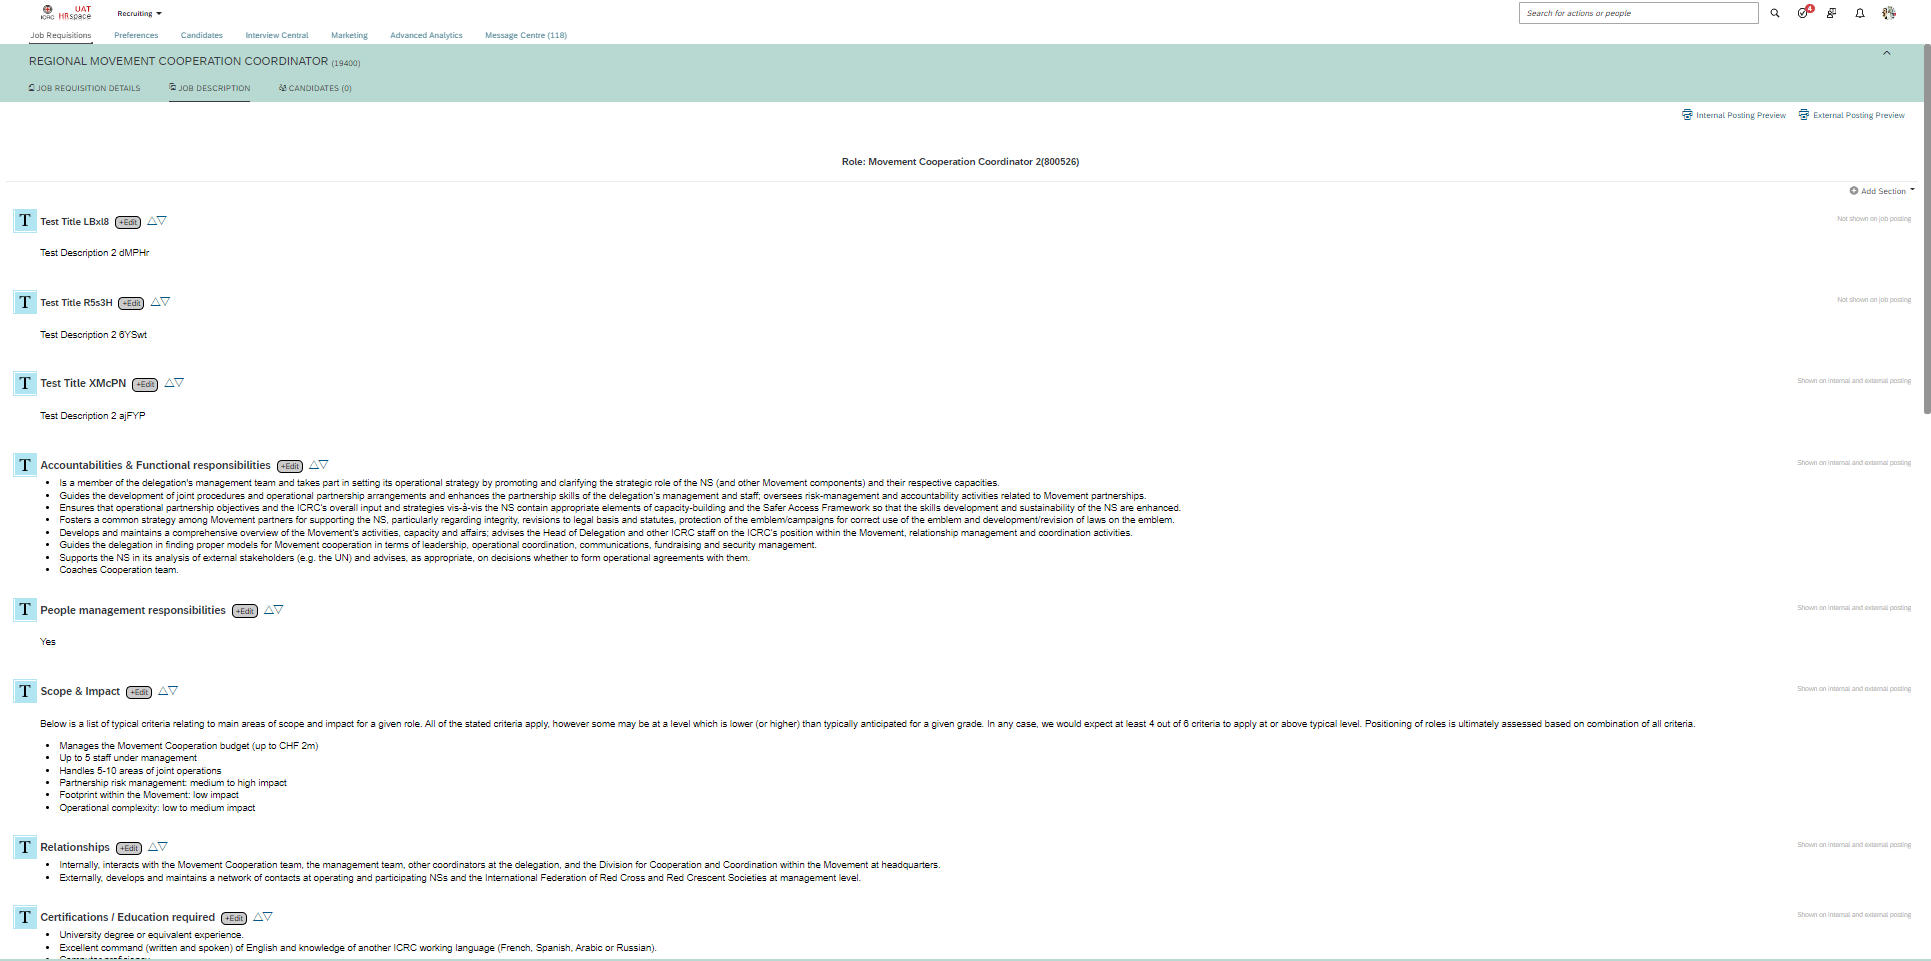 ICRC
UAT
HRspace
Recruiting
Search for actions or people
4
Job Requisitions
Preferences
Candidates
Interview Central
Marketing
Advanced Analytics
Message Centre (118)
REGIONAL MOVEMENT COOPERATION COORDINATOR (19400)
JOB REQUISITION DETAILS
JOB DESCRIPTION
CANDIDATES (0)
Internal Posting Preview
External Posting Preview
Role: Movement Cooperation Coordinator 2(800526)
Add Section
T Test Title LBxl8 +Edit
Not shown on job posting
Test Description 2 dMPHr
T Test Title R5s3H +Edit
Not shown on job posting
Test Description 2 6YSwt
T Test Title XMcPN +Edit
Shown on internal and external posting
Test Description 2 ajFYP
T Accountabilities & Functional responsibilities +Edit
Shown on internal and external posting
• Is a member of the delegation's management team and takes part in setting its operational strategy by promoting and clarifying the strategic role of the NS (and other Movement components) and their respective capacities.
• Guides the development of joint procedures and operational partnership arrangements and enhances the partnership skills of the delegation's management and staff; oversees risk-management and accountability activities related to Movement partnerships.
• Ensures that operational partnership objectives and the ICRC's overall input and strategies vis-à-vis the NS contain appropriate elements of capacity-building and the Safer Access Framework so that the skills development and sustainability of the NS are enhanced.
• Fosters a common strategy among Movement partners for supporting the NS, particularly regarding integrity, revisions to legal basis and statutes, protection of the emblem/campaigns for correct use of the emblem and development/revision of laws on the emblem.
• Develops and maintains a comprehensive overview of the Movement's activities, capacity and affairs; advises the Head of Delegation and other ICRC staff on the ICRC's position within the Movement, relationship management and coordination activities.
• Guides the delegation in finding proper models for Movement cooperation in terms of leadership, operational coordination, communications, fundraising and security management.
• Supports the NS in its analysis of external stakeholders (e.g. the UN) and advises, as appropriate, on decisions whether to form operational agreements with them.
• Coaches Cooperation team.
T People management responsibilities +Edit
Shown on internal and external posting
Yes
T Scope & Impact +Edit
Shown on internal and external posting
Below is a list of typical criteria relating to main areas of scope and impact for a given role. All of the stated criteria apply, however some may be at a level which is lower (or higher) than typically anticipated for a given grade. In any case, we would expect at least 4 out of 6 criteria to apply at or above typical level. Positioning of roles is ultimately assessed based on combination of all criteria.
• Manages the Movement Cooperation budget (up to CHF 2m)
• Up to 5 staff under management
• Handles 5-10 areas of joint operations
• Partnership risk management: medium to high impact
• Footprint within the Movement: low impact
• Operational complexity: low to medium impact
T Relationships +Edit
Shown on internal and external posting
• Internally, interacts with the Movement Cooperation team, the management team, other coordinators at the delegation, and the Division for Cooperation and Coordination within the Movement at headquarters.
• Externally, develops and maintains a network of contacts at operating and participating NSs and the International Federation of Red Cross and Red Crescent Societies at management level.
T Certifications / Education required +Edit
Shown on internal and external posting
• University degree or equivalent experience.
• Excellent command (written and spoken) of English and knowledge of another ICRC working language (French, Spanish, Arabic or Russian).
• Computer proficiency.